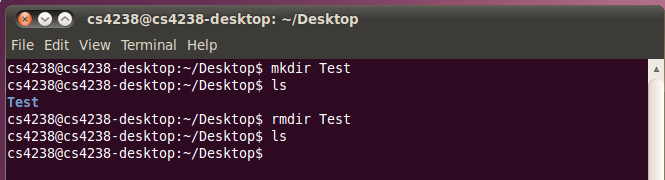 cs4238@cs4238-desktop: ~/Desktop
File Edit View Terminal Help
cs4238@cs4238-desktop:~/Desktop$ mkdir Test
cs4238@cs4238-desktop:~/Desktop$ ls
Test
cs4238@cs4238-desktop:~/Desktop$ rmdir Test
cs4238@cs4238-desktop:~/Desktop$ ls
cs4238@cs4238-desktop:~/Desktop$